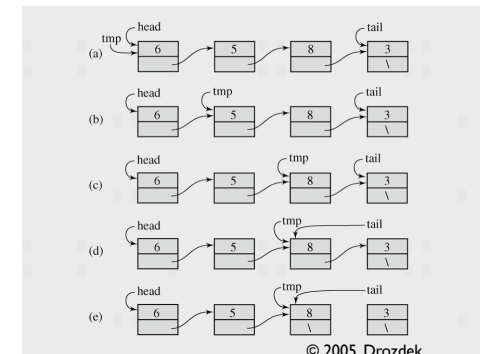 head
tail
tmp
(a) 6 5 8 3
\
head
tmp
tail
(b) 6 5 8 3
\
head
tmp
tail
(c) 6 5 8 3
\
head
tmp
tail
(d) 6 5 8 3
\
head
tmp
tail
(e) 6 5 8 3
\ \
© 2005, Drozdek